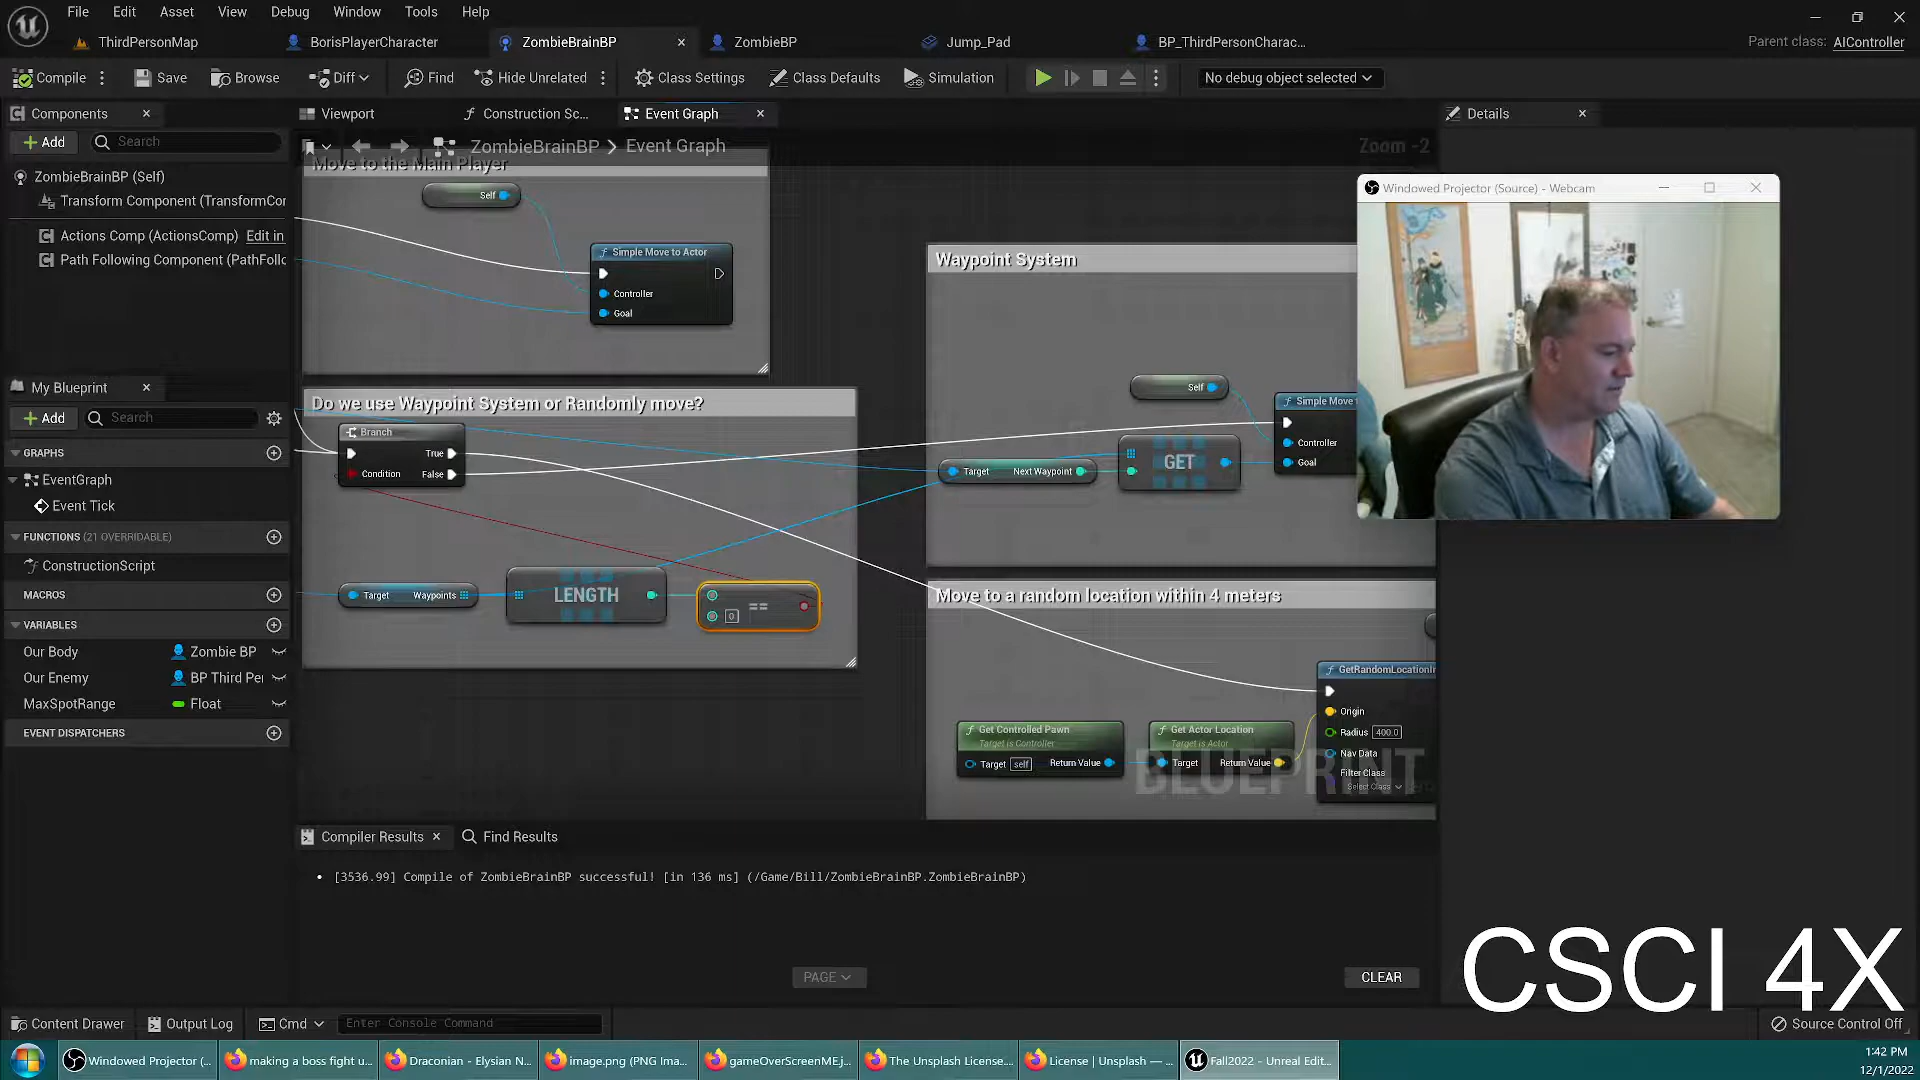 File Edit Asset View Debug Window Tools Help
ThirdPersonMap BorisPlayerCharacter ZombieBrainBP ZombieBP Jump_Pad BP_ThirdPersonCharac... Parent class: AIController
Compile Save Browse Diff Find Hide Unrelated Class Settings Class Defaults Simulation No debug object selected
Components Viewport Construction Sc... Event Graph Details
Add Search ZombieBrainBP > Event Graph Zoom -2
Move to the Main Player
ZombieBrainBP (Self)
Transform Component (TransformCor
Actions Comp (ActionsComp) Edit in
Path Following Component (PathFollc
Self
Simple Move to Actor
Controller
Goal
Windowed Projector (Source) - Webcam
Waypoint System
Self
Simple Move t
Controller
Goal
Target Next Waypoint
GET
My Blueprint
Add Search
GRAPHS
EventGraph
Event Tick
FUNCTIONS (21 OVERRIDABLE)
ConstructionScript
MACROS
VARIABLES
Our Body Zombie BP
Our Enemy BP Third Per
MaxSpotRange Float
EVENT DISPATCHERS
Do we use Waypoint System or Randomly move?
Branch
True
Condition False
Target Waypoints
LENGTH
==
0
Move to a random location within 4 meters
GetRandomLocationIn
Origin
Radius 400.0
Nav Data
Filter Class
Select Class
Get Controlled Pawn
Target is Controller
Target self Return Value
Get Actor Location
Target is Actor
Target Return Value
BLUEPRINT
Compiler Results Find Results
[3536.99] Compile of ZombieBrainBP successful! [in 136 ms] (/Game/Bill/ZombieBrainBP.ZombieBrainBP)
PAGE CLEAR
CSCI 4X
Content Drawer Output Log Cmd Enter Console Command Source Control Off
Windowed Projector (... making a boss fight u... Draconian - Elysian N... image.png (PNG Ima... gameOverScreenME.j... The Unsplash License... License | Unsplash —... Fall2022 - Unreal Edit...
1:42 PM
12/1/2022